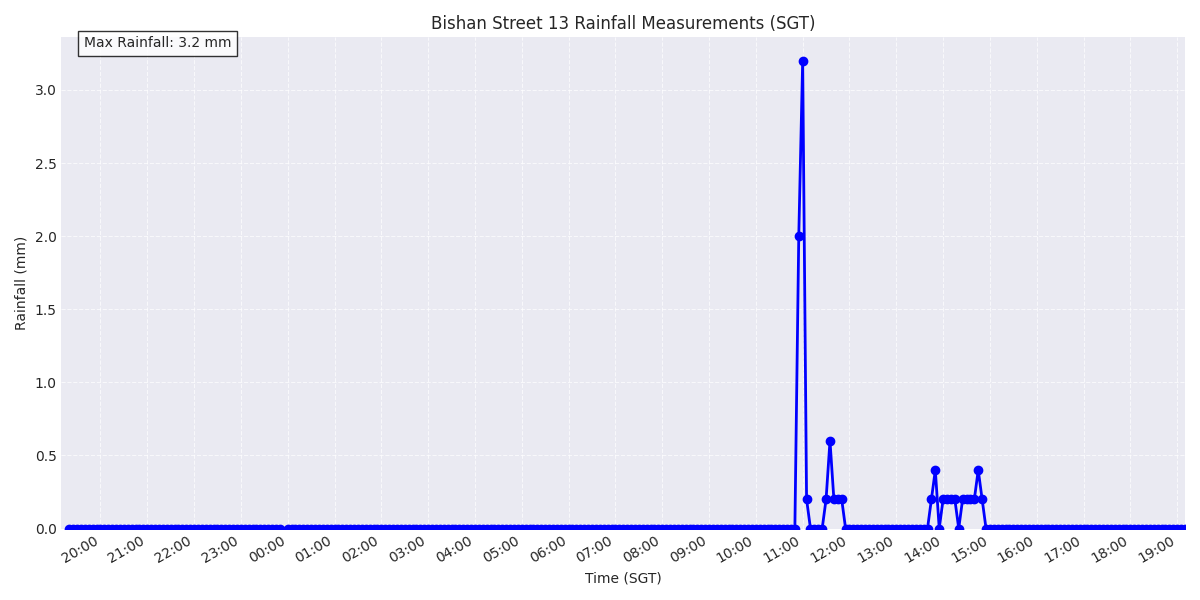 Bishan Street 13 Rainfall Measurements (SGT)
Max Rainfall: 3.2 mm
Rainfall (mm)
3.0
2.5
2.0
1.5
1.0
0.5
0.0
20:00 21:00 22:00 23:00 00:00 01:00 02:00 03:00 04:00 05:00 06:00 07:00 08:00 09:00 10:00 11:00 12:00 13:00 14:00 15:00 16:00 17:00 18:00 19:00
Time (SGT)